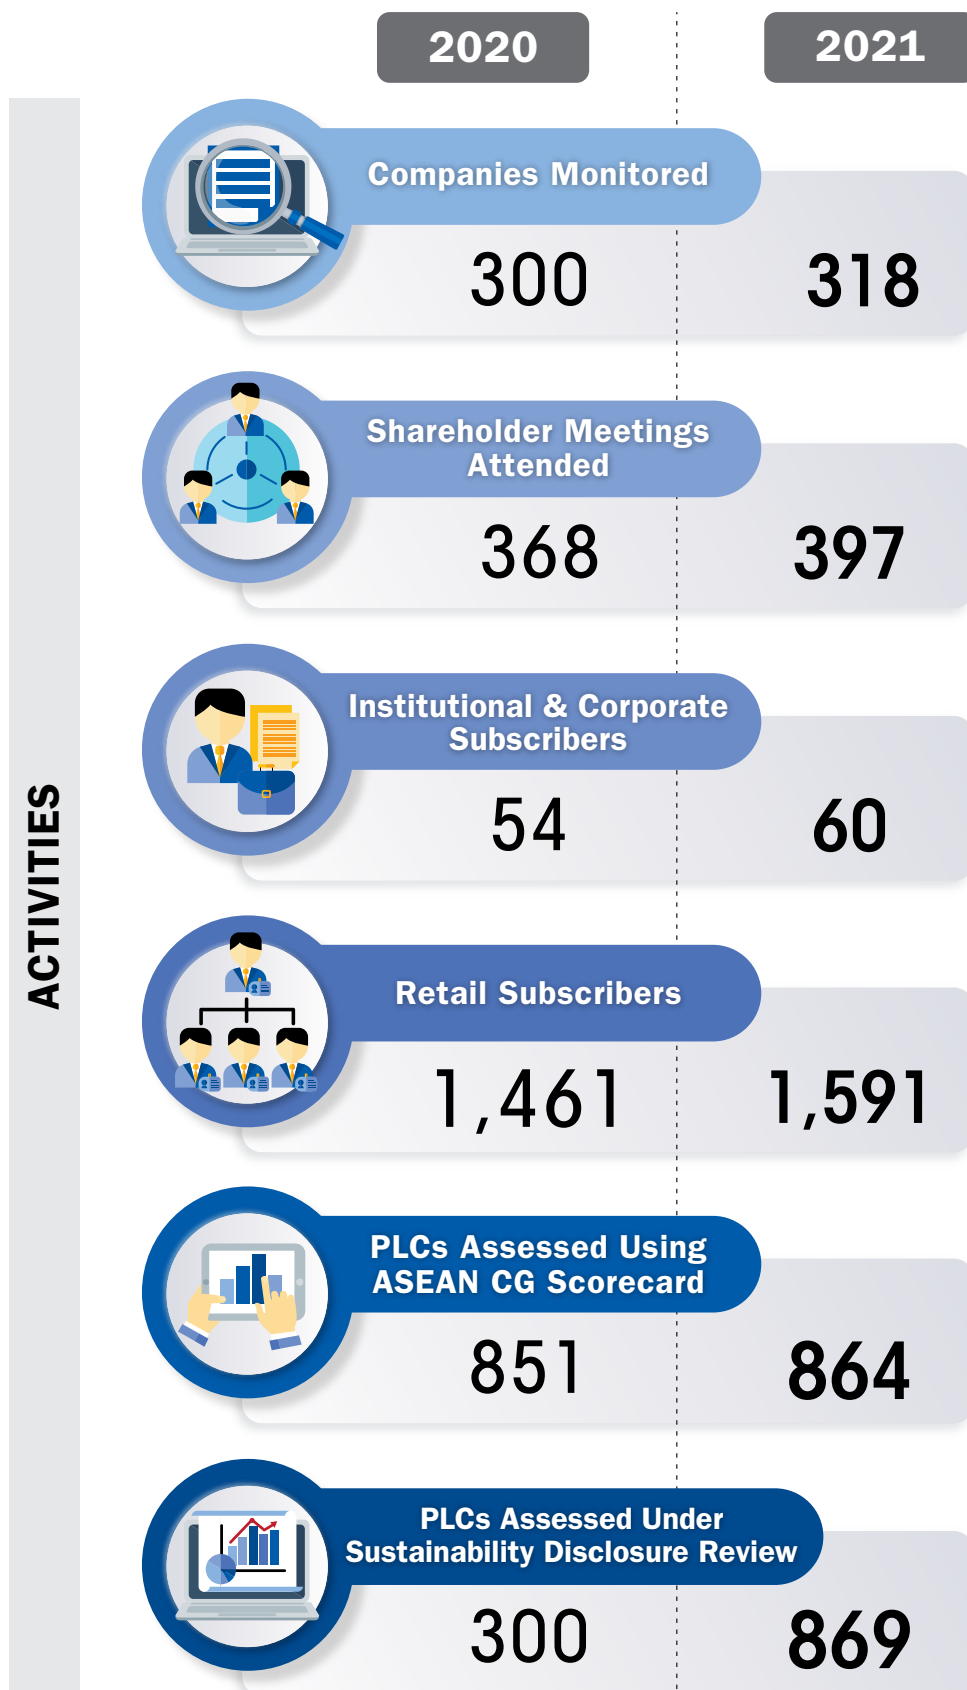 2020
2021
ACTIVITIES
Companies Monitored
300
318
Shareholder Meetings
Attended
368
397
Institutional & Corporate
Subscribers
54
60
Retail Subscribers
1,461
1,591
PLCs Assessed Using
ASEAN CG Scorecard
851
864
PLCs Assessed Under
Sustainability Disclosure Review
300
869